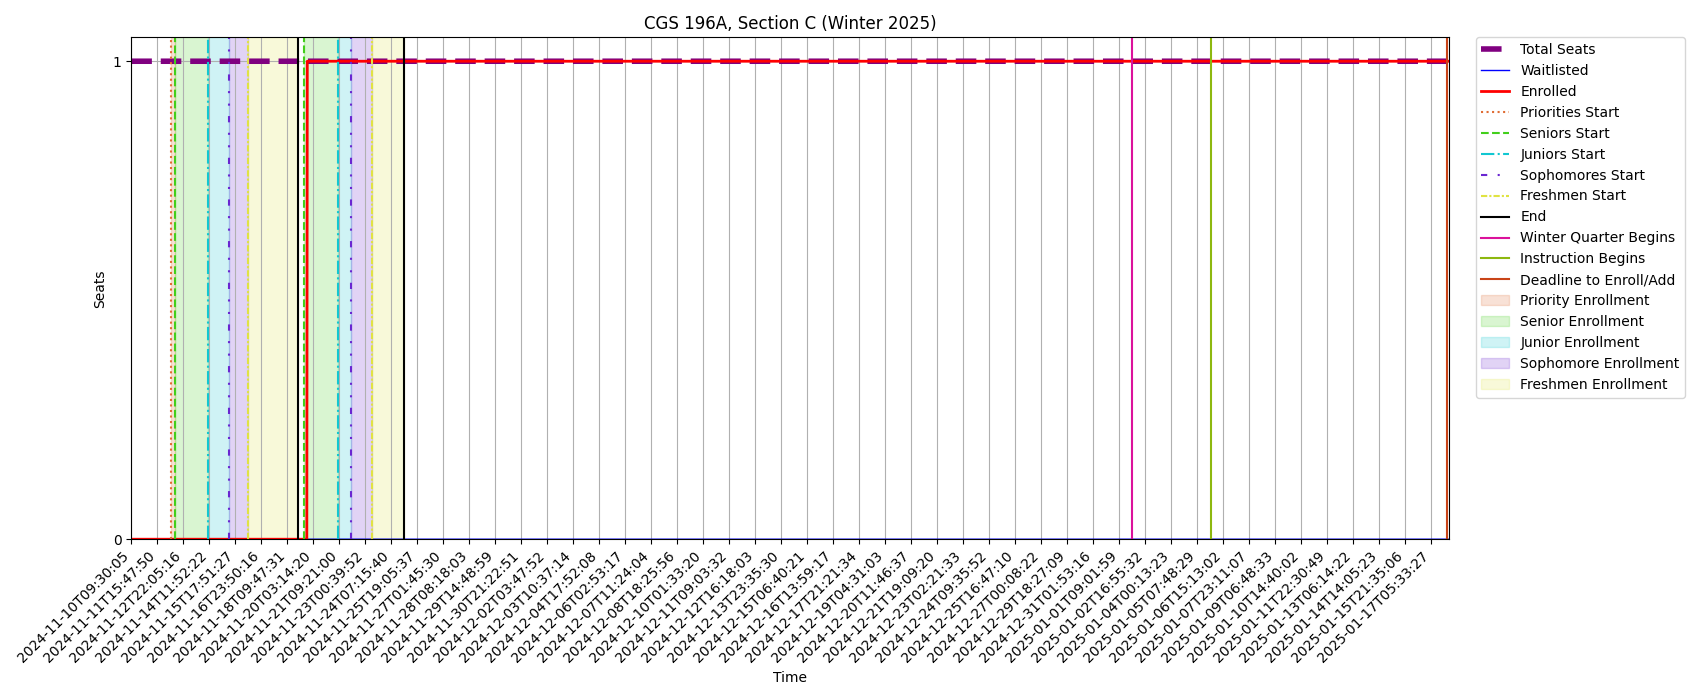 CGS 196A, Section C (Winter 2025)
Seats
1
0
2024-11-10T09:30:05
2024-11-11T15:47:50
2024-11-12T22:05:16
2024-11-14T11:52:22
2024-11-15T17:51:27
2024-11-16T23:50:16
2024-11-18T09:47:31
2024-11-20T03:14:20
2024-11-21T09:21:00
2024-11-23T00:39:52
2024-11-24T07:15:40
2024-11-25T19:05:37
2024-11-27T01:45:30
2024-11-28T08:18:03
2024-11-29T14:48:59
2024-11-30T21:22:51
2024-12-02T03:47:52
2024-12-03T10:37:14
2024-12-04T17:52:08
2024-12-06T02:53:17
2024-12-07T11:24:04
2024-12-08T18:25:56
2024-12-10T01:33:20
2024-12-11T09:03:32
2024-12-12T16:18:03
2024-12-13T23:35:30
2024-12-15T06:40:21
2024-12-16T13:59:17
2024-12-17T21:21:34
2024-12-19T04:31:03
2024-12-20T11:46:37
2024-12-21T19:09:20
2024-12-23T02:21:33
2024-12-24T09:35:52
2024-12-25T16:47:10
2024-12-27T00:08:22
2024-12-29T18:27:09
2024-12-31T01:53:16
2025-01-01T09:01:59
2025-01-02T16:55:32
2025-01-04T00:13:23
2025-01-05T07:48:29
2025-01-06T15:13:02
2025-01-07T23:11:07
2025-01-09T06:48:33
2025-01-10T14:40:02
2025-01-11T22:30:49
2025-01-13T06:14:22
2025-01-14T14:05:23
2025-01-15T21:35:06
2025-01-17T05:33:27
Time
Total Seats
Waitlisted
Enrolled
Priorities Start
Seniors Start
Juniors Start
Sophomores Start
Freshmen Start
End
Winter Quarter Begins
Instruction Begins
Deadline to Enroll/Add
Priority Enrollment
Senior Enrollment
Junior Enrollment
Sophomore Enrollment
Freshmen Enrollment